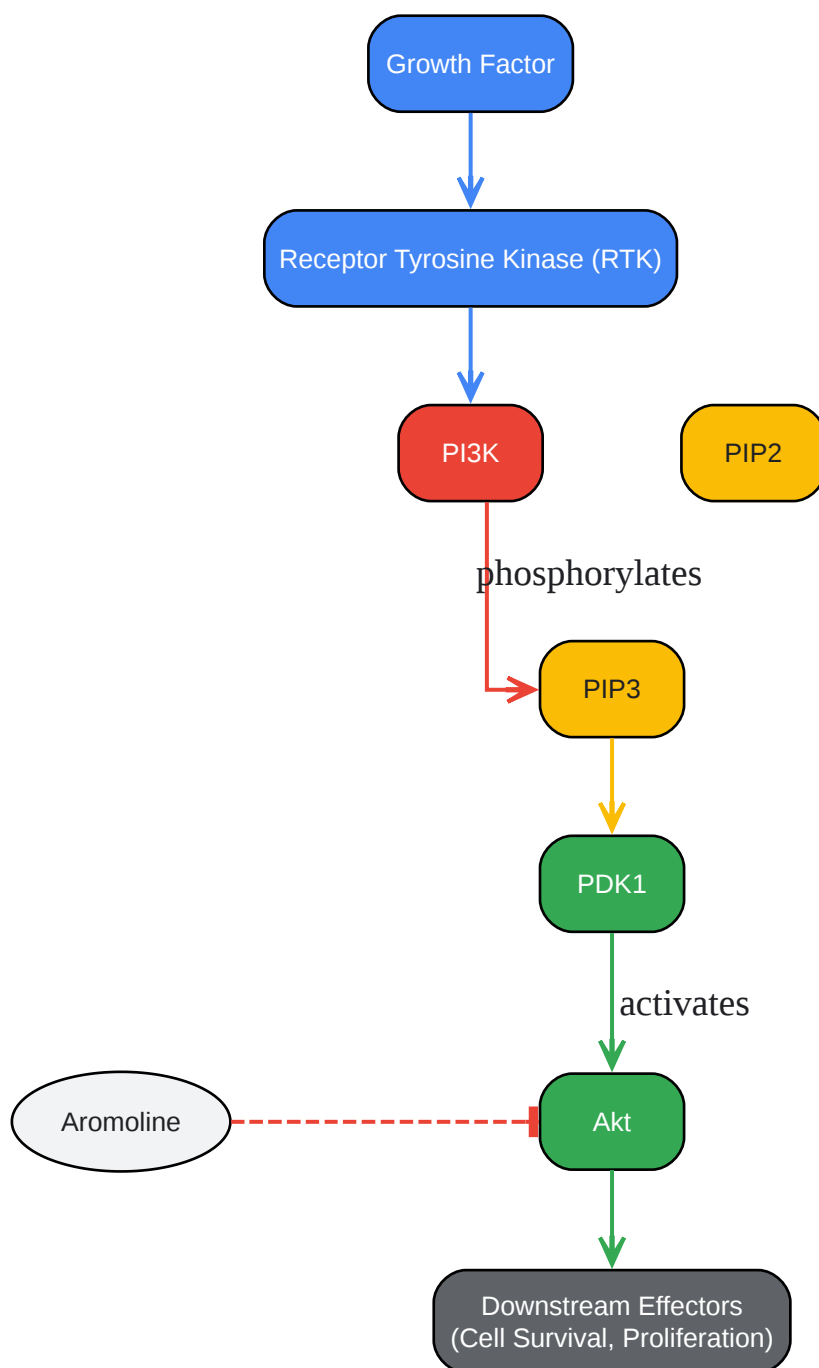 Growth Factor
Receptor Tyrosine Kinase (RTK)
PI3K
PIP2
phosphorylates
PIP3
PDK1
activates
Aromoline
Akt
Downstream Effectors
(Cell Survival, Proliferation)